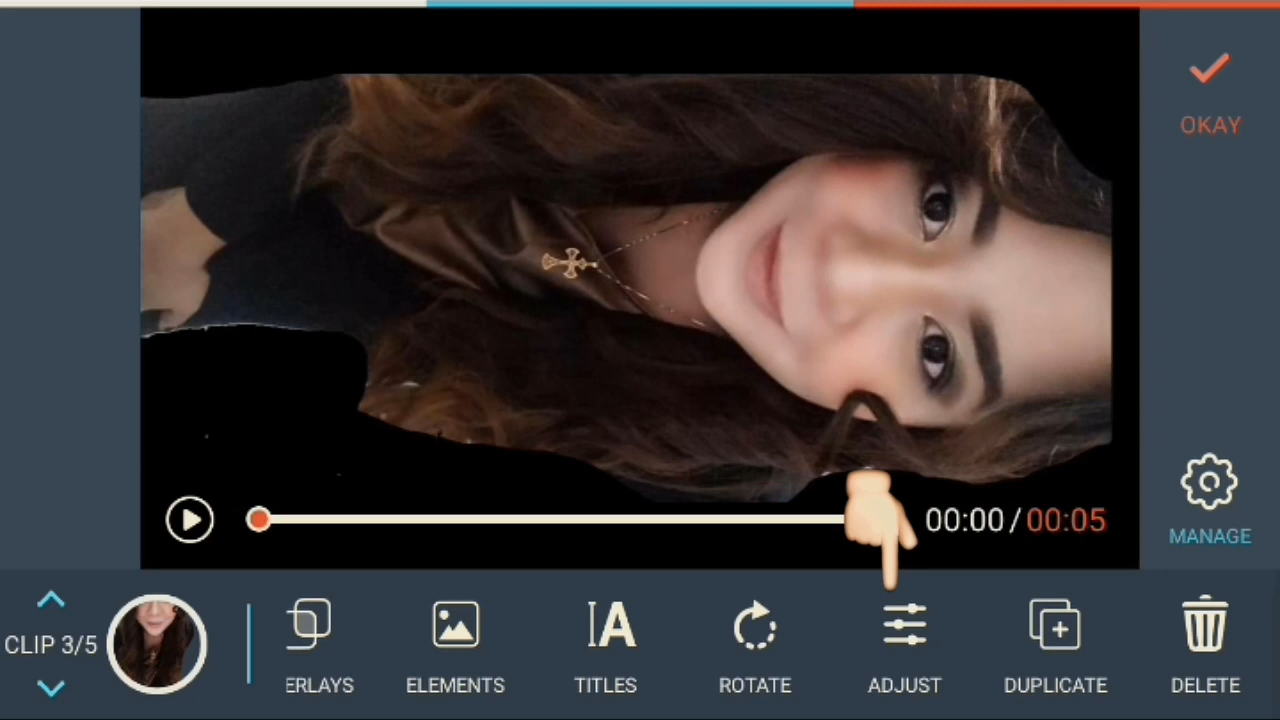 OKAY
00:00 / 00:05
MANAGE
CLIP 3/5
ERLAYS
ELEMENTS
A
TITLES
ROTATE
ADJUST
DUPLICATE
DELETE